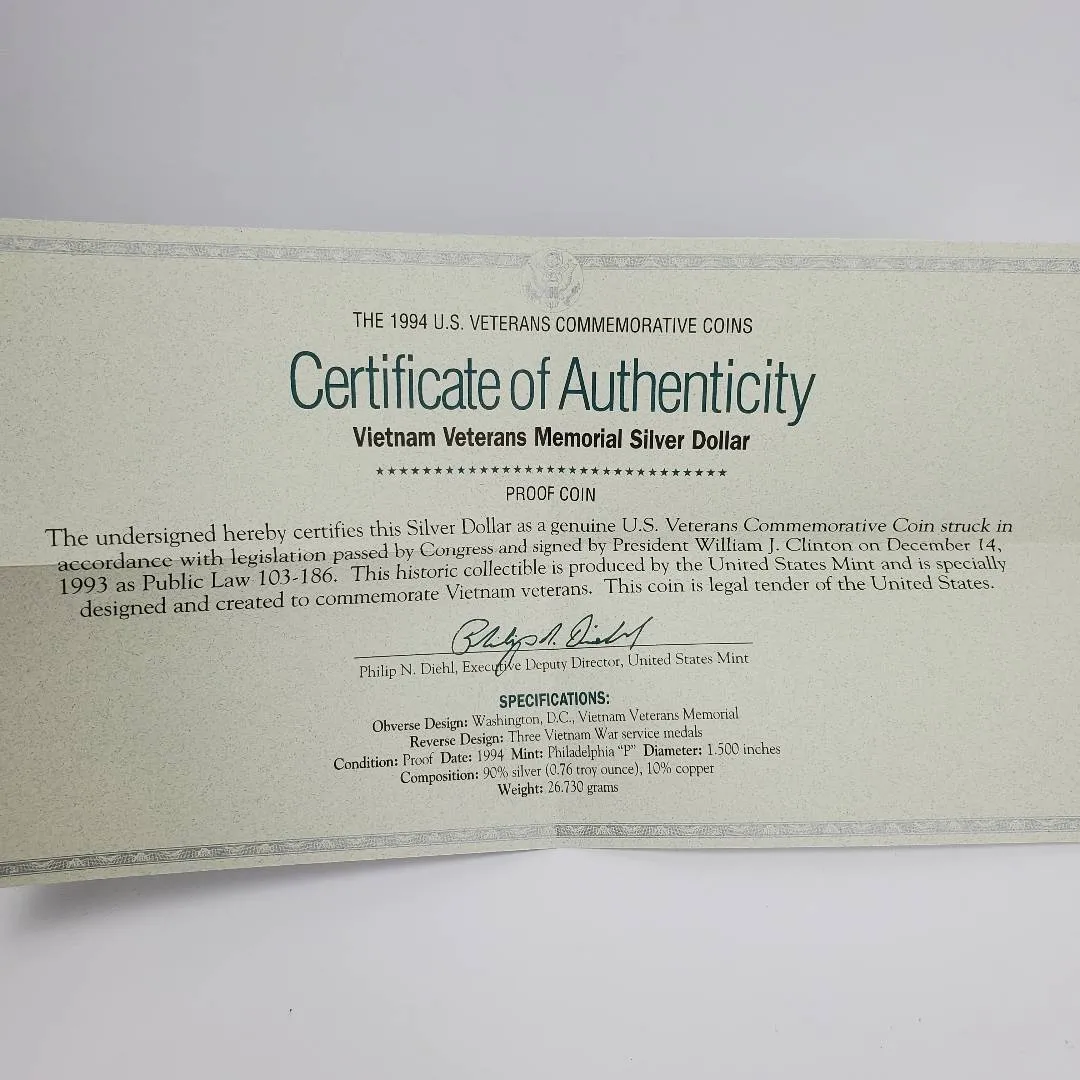 THE 1994 U.S. VETERANS COMMEMORATIVE COINS
Certificate of Authenticity
Vietnam Veterans Memorial Silver Dollar
★★★★★★★★★★★★★★★★★★★★★★★★★★★★★★★
PROOF COIN
The undersigned hereby certifies this Silver Dollar as a genuine U.S. Veterans Commemorative Coin struck in
accordance with legislation passed by Congress and signed by President William J. Clinton on December 14,
1993 as Public Law 103-186. This historic collectible is produced by the United States Mint and is specially
designed and created to commemorate Vietnam veterans. This coin is legal tender of the United States.
Philip N. Diehl
Philip N. Diehl, Executive Deputy Director, United States Mint
SPECIFICATIONS:
Obverse Design: Washington, D.C., Vietnam Veterans Memorial
Reverse Design: Three Vietnam War service medals
Condition: Proof Date: 1994 Mint: Philadelphia "P" Diameter: 1.500 inches
Composition: 90% silver (0.76 troy ounce), 10% copper
Weight: 26.730 grams